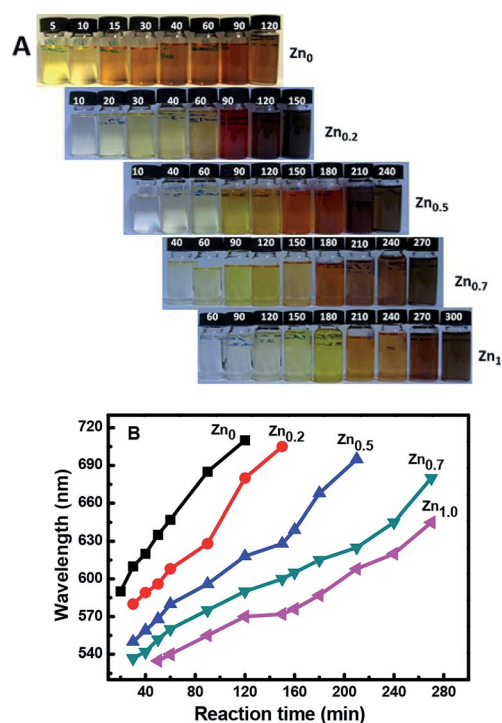 A
5 10 15 30 40 60 90 120
Zn0
10 20 30 40 60 90 120 150
Zn0.2
10 40 60 90 120 150 180 210 240
Zn0.5
40 60 90 120 150 180 210 240 270
Zn0.7
60 90 120 150 180 210 240 270 300
Zn1
B
Zn0
Zn0.2
Zn0.5
Zn0.7
Zn1.0
720
690
660
630
600
570
540
Wavelength (nm)
40 80 120 160 200 240 280
Reaction time (min)